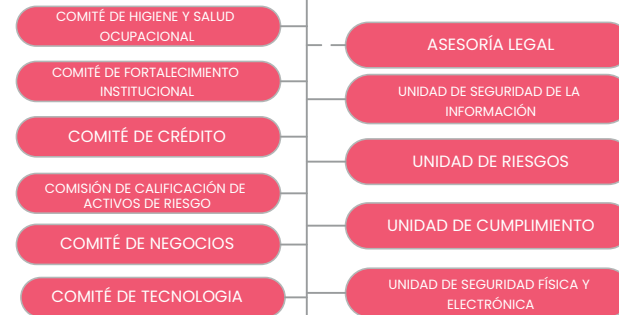 COMITÉ DE HIGIENE Y SALUD
OCUPACIONAL
COMITÉ DE FORTALECIMIENTO
INSTITUCIONAL
COMITÉ DE CRÉDITO
COMISIÓN DE CALIFICACIÓN DE
ACTIVOS DE RIESGO
COMITÉ DE NEGOCIOS
COMITÉ DE TECNOLOGIA
ASESORÍA LEGAL
UNIDAD DE SEGURIDAD DE LA
INFORMACIÓN
UNIDAD DE RIESGOS
UNIDAD DE CUMPLIMIENTO
UNIDAD DE SEGURIDAD FÍSICA Y
ELECTRÓNICA